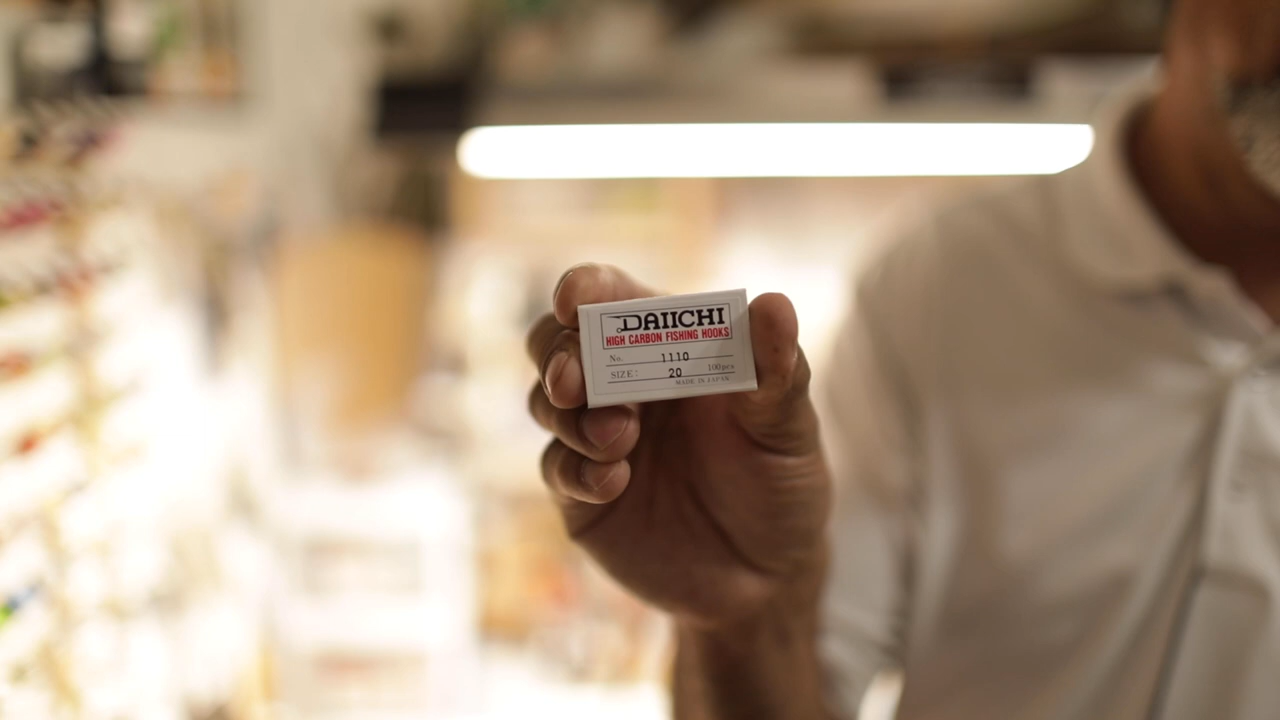 DAIICHI
HIGH CARBON FISHING HOOKS
No. 1110
SIZE: 20 100pcs
MADE IN JAPAN